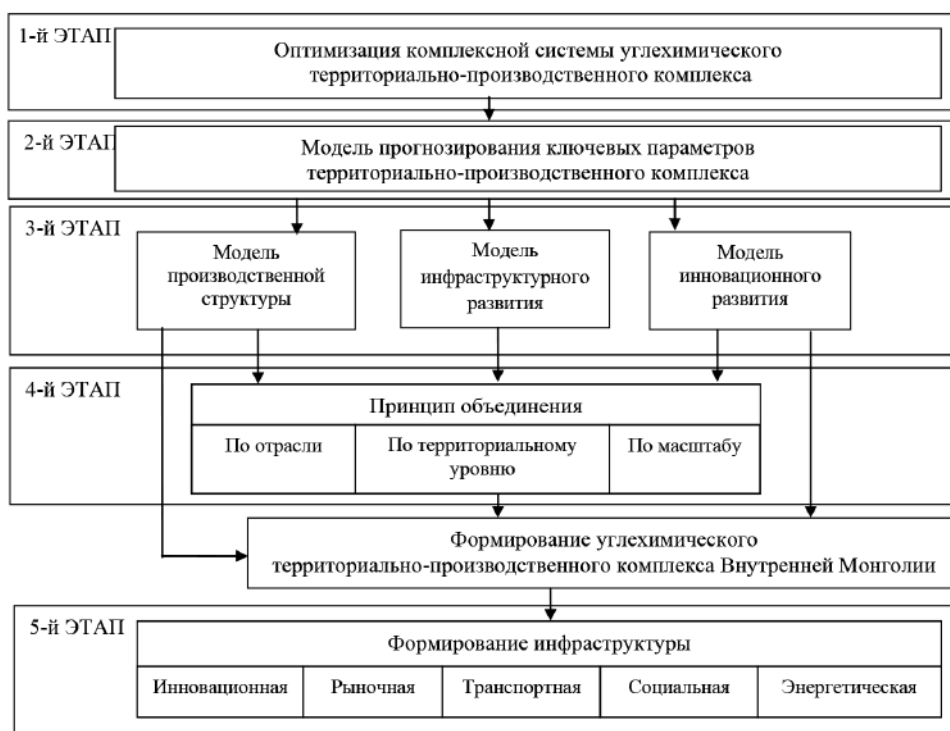 1-й ЭТАП
Оптимизация комплексной системы углехимического
территориально-производственного комплекса
2-й ЭТАП
Модель прогнозирования ключевых параметров
территориально-производственного комплекса
3-й ЭТАП
Модель
производственной
структуры
Модель
инфраструктурного
развития
Модель
инновационного
развития
4-й ЭТАП
Принцип объединения
По отрасли
По территориальному
уровню
По масштабу
Формирование углехимического
территориально-производственного комплекса Внутренней Монголии
5-й ЭТАП
Формирование инфраструктуры
Инновационная
Рыночная
Транспортная
Социальная
Энергетическая